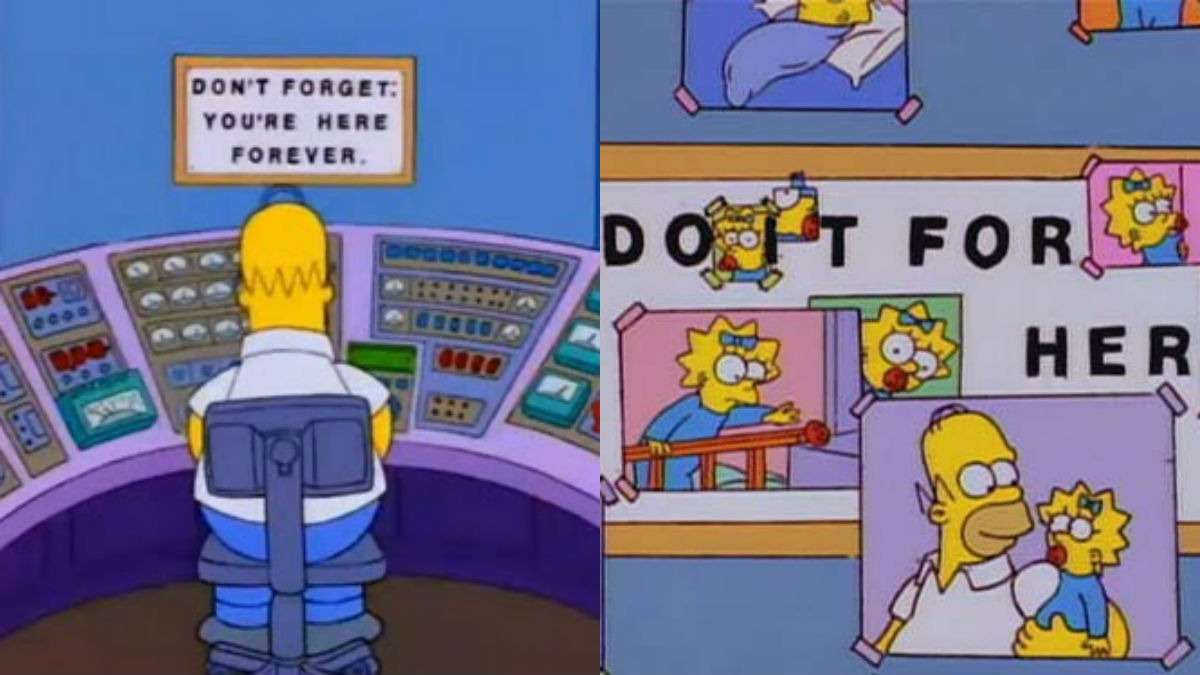 DON'T FORGET:
YOU'RE HERE
FOREVER.
DO IT FOR
HER